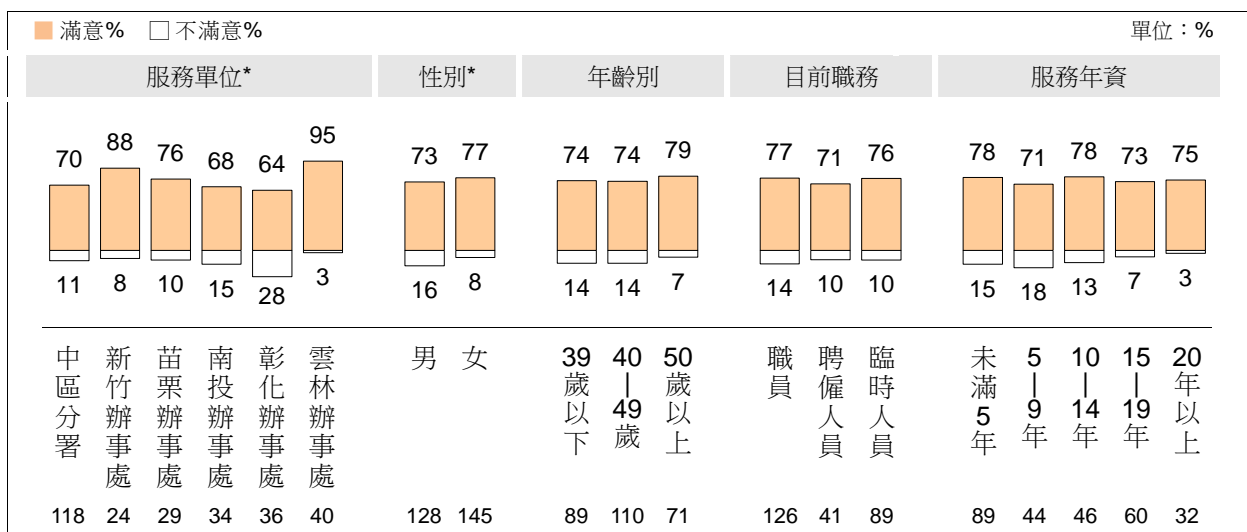 滿意% 不滿意% 單位：%
服務單位* 性別* 年齡別 目前職務 服務年資
70 88 76 68 64 95 73 77 74 74 79 77 71 76 78 71 78 73 75
11 8 10 15 28 3 16 8 14 14 7 14 10 10 15 18 13 7 3
中區分署
新竹辦事處
苗栗辦事處
南投辦事處
彰化辦事處
雲林辦事處
男
女
39歲以下
40－49歲
50歲以上
職員
聘僱人員
臨時人員
未滿5年
5－9年
10－14年
15－19年
20年以上
118 24 29 34 36 40 128 145 89 110 71 126 41 89 89 44 46 60 32